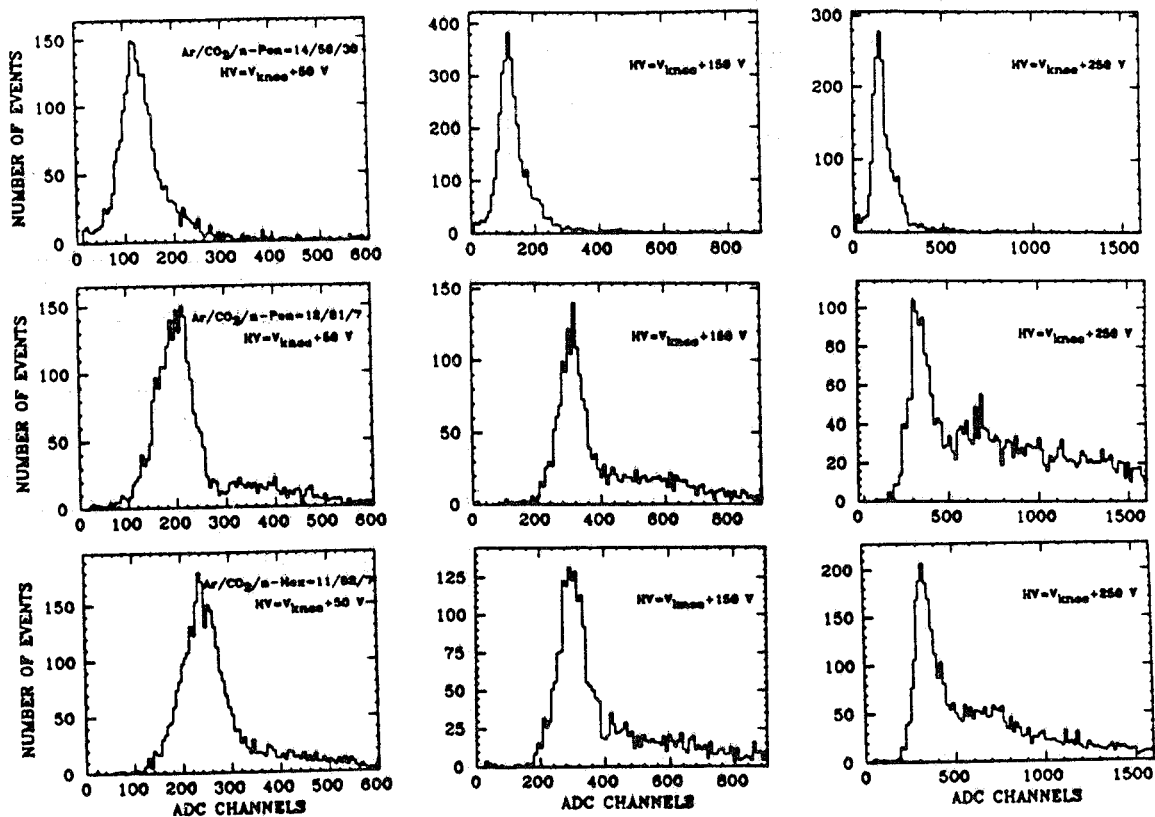 NUMBER OF EVENTS
150
100
50
0
Ar/CO2/n-Pen=14/56/30
HV=Vknee+50 V
0 100 200 300 400 500 600
400
300
200
100
0
HV=Vknee+150 V
0 200 400 600 800
300
200
100
0
HV=Vknee+250 V
0 500 1000 1500
NUMBER OF EVENTS
150
100
50
0
Ar/CO2/n-Pen=12/81/7
HV=Vknee+50 V
0 100 200 300 400 500 600
150
100
50
0
HV=Vknee+150 V
0 200 400 600 800
100
80
60
40
20
0
HV=Vknee+250 V
0 500 1000 1500
NUMBER OF EVENTS
150
100
50
0
Ar/CO2/n-Hex=11/82/7
HV=Vknee+50 V
0 100 200 300 400 500 600
ADC CHANNELS
125
100
75
50
25
0
HV=Vknee+150 V
0 200 400 600 800
ADC CHANNELS
200
150
100
50
0
HV=Vknee+250 V
0 500 1000 1500
ADC CHANNELS